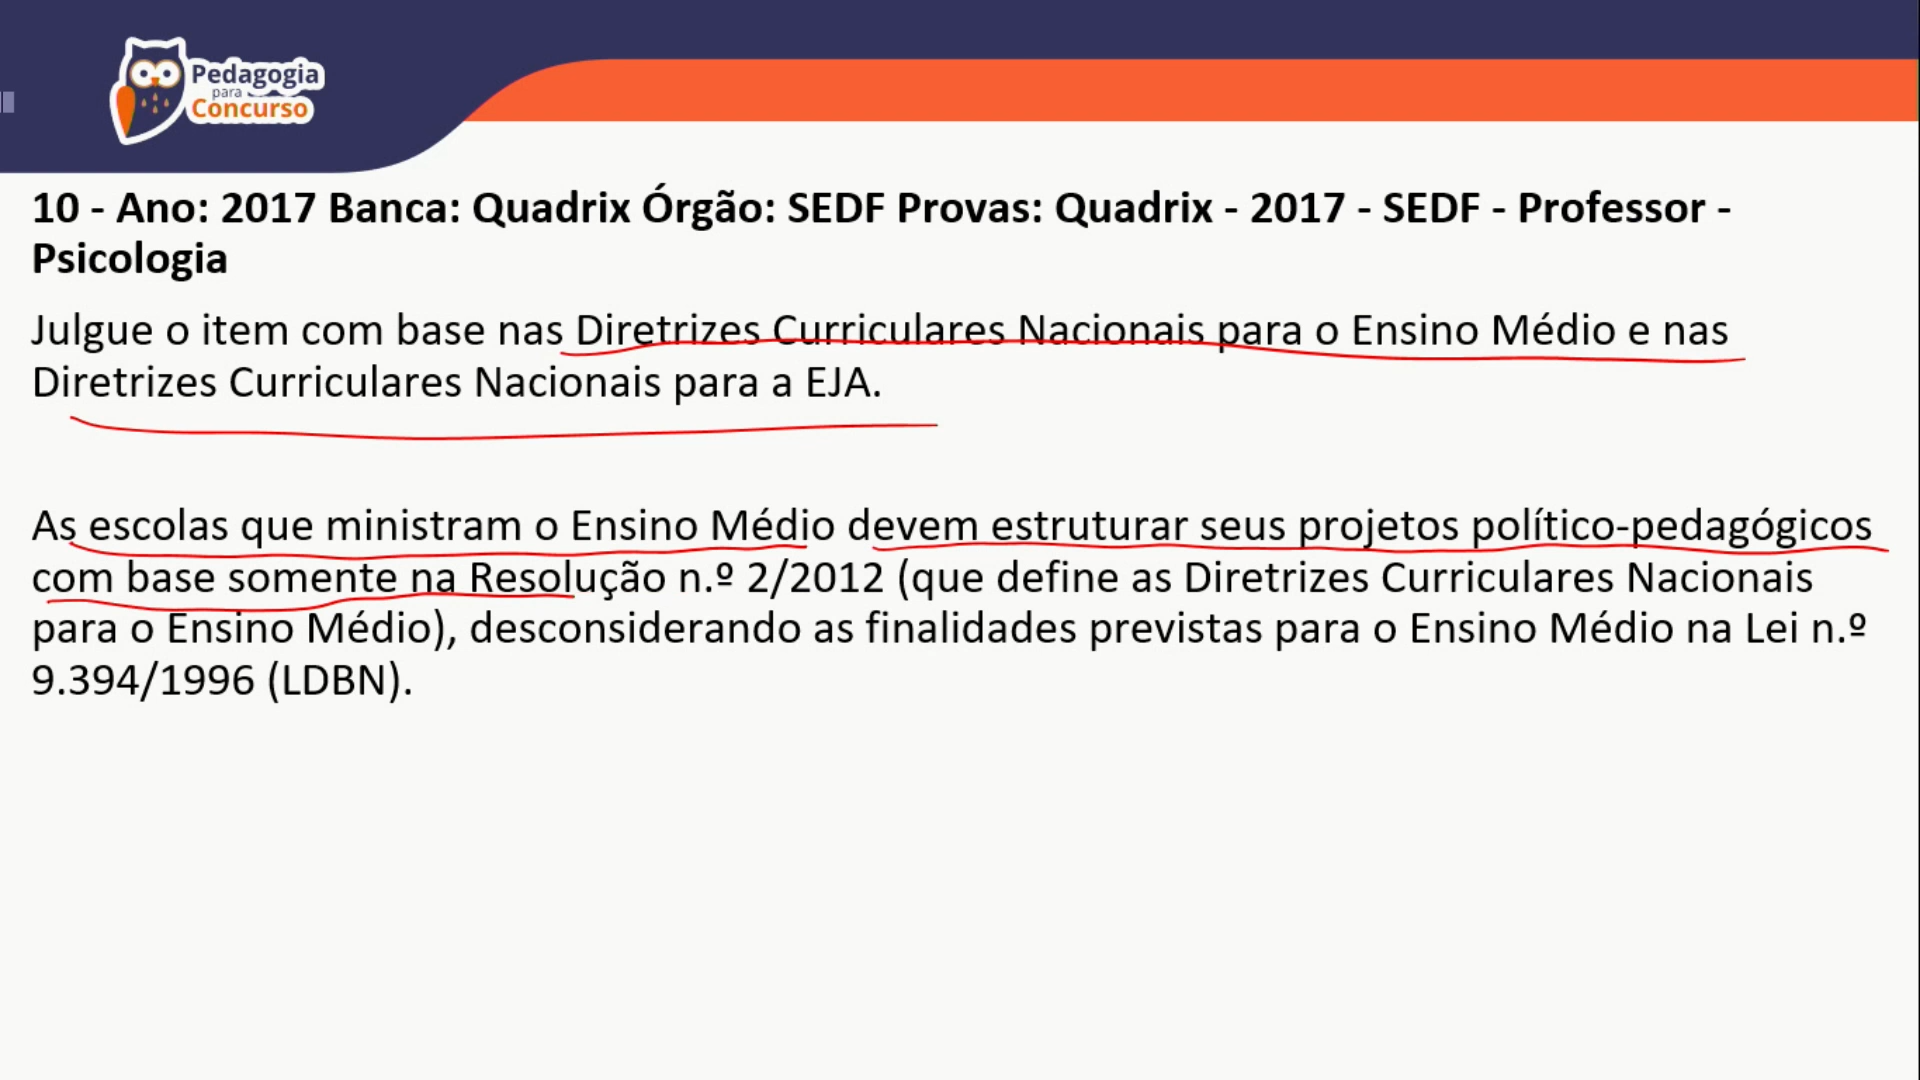 Pedagogia
para
Concurso
10 - Ano: 2017 Banca: Quadrix Órgão: SEDF Provas: Quadrix - 2017 - SEDF - Professor -
Psicologia
Julgue o item com base nas Diretrizes Curriculares Nacionais para o Ensino Médio e nas
Diretrizes Curriculares Nacionais para a EJA.
As escolas que ministram o Ensino Médio devem estruturar seus projetos político-pedagógicos
com base somente na Resolução n.º 2/2012 (que define as Diretrizes Curriculares Nacionais
para o Ensino Médio), desconsiderando as finalidades previstas para o Ensino Médio na Lei n.º
9.394/1996 (LDBN).